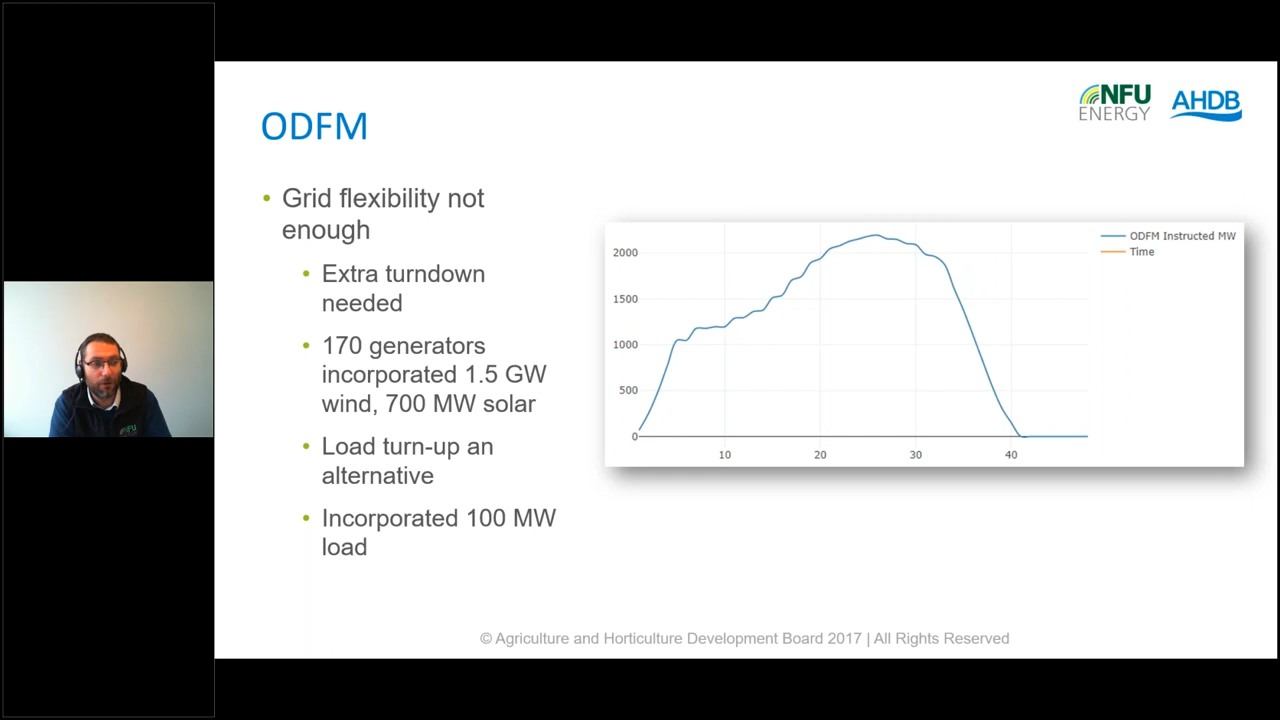 NFU
ENERGY
AHDB
ODFM
• Grid flexibility not
enough
• Extra turndown
needed
• 170 generators
incorporated 1.5 GW
wind, 700 MW solar
• Load turn-up an
alternative
• Incorporated 100 MW
load
ODFM Instructed MW
Time
2000
1500
1000
500
0
10 20 30 40
© Agriculture and Horticulture Development Board 2017 | All Rights Reserved
NFU